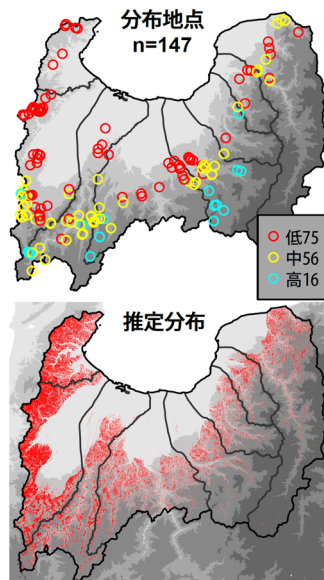 分布地点
n=147
低75
中56
高16
推定分布